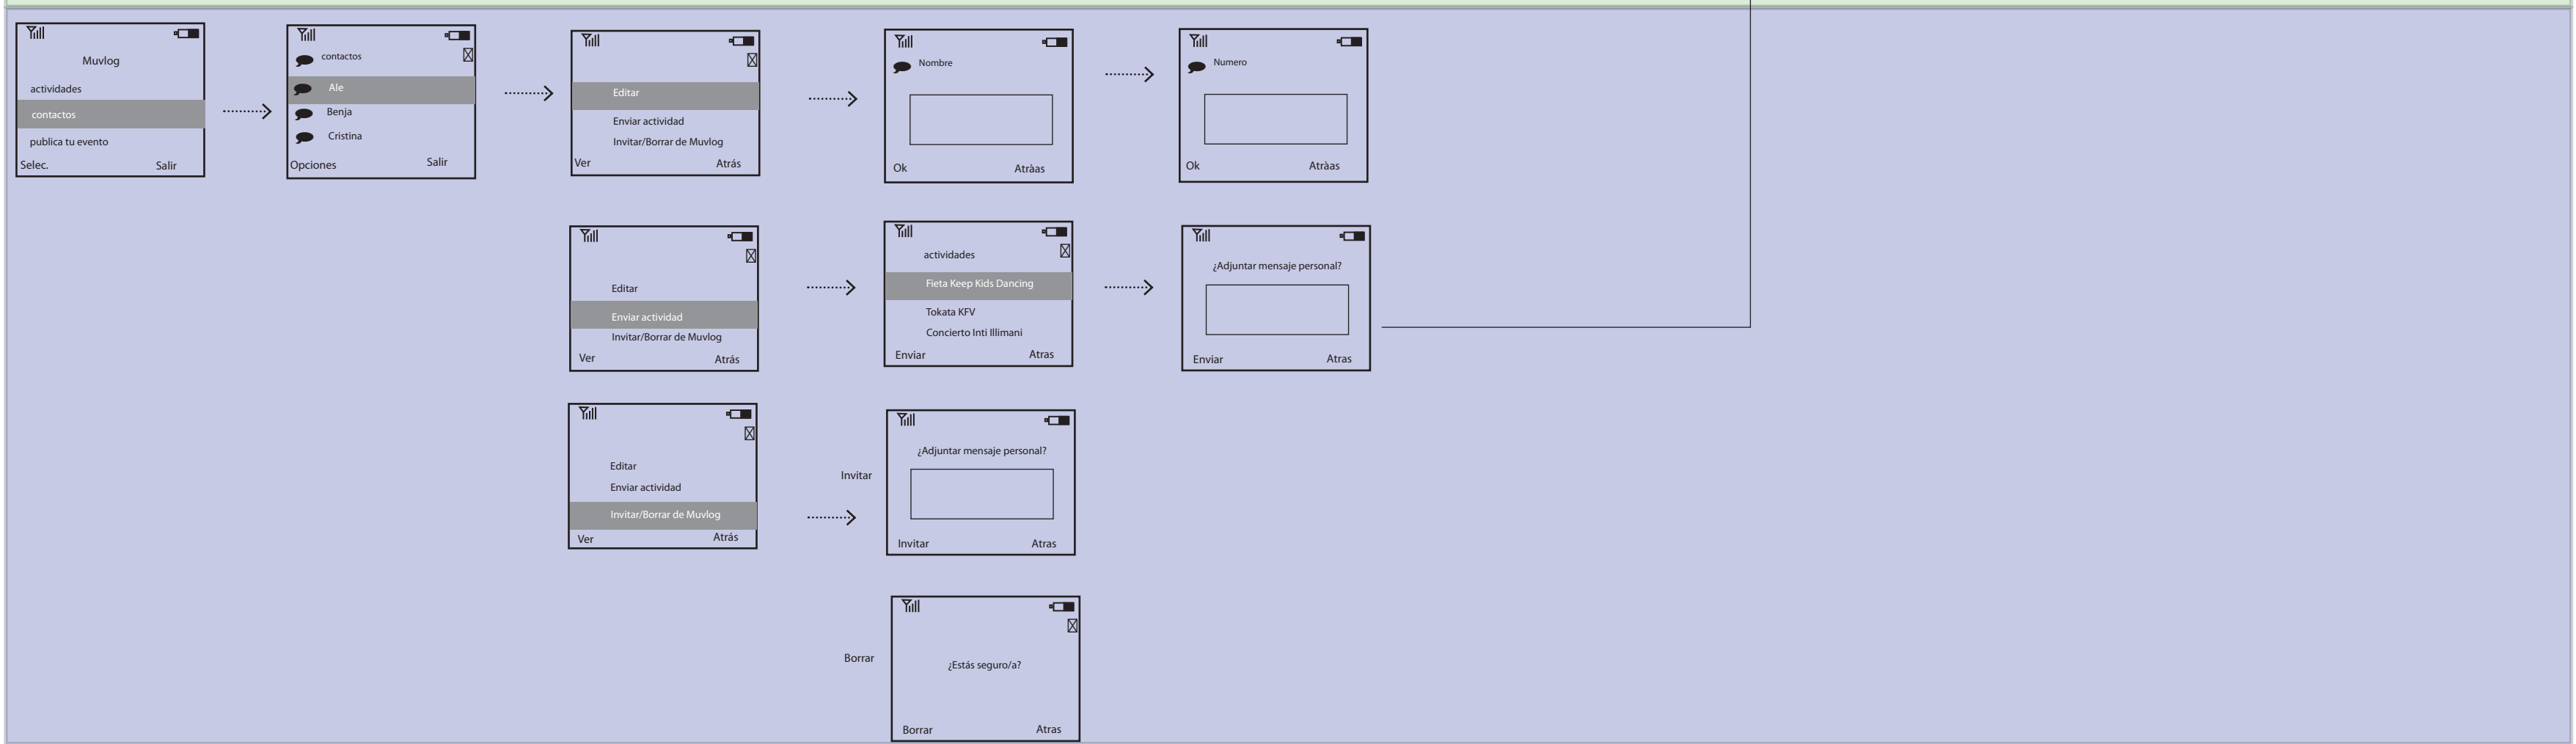 Muvlog
actividades
contactos
publica tu evento
Selec. Salir
contactos
Ale
Benja
Cristina
Opciones Salir
Editar
Enviar actividad
Invitar/Borrar de Muvlog
Ver Atrás
Nombre
Ok Atràas
Numero
Ok Atràas
Editar
Enviar actividad
Invitar/Borrar de Muvlog
Ver Atrás
actividades
Fieta Keep Kids Dancing
Tokata KFV
Concierto Inti Illimani
Enviar Atras
¿Adjuntar mensaje personal?
Enviar Atras
Editar
Enviar actividad
Invitar/Borrar de Muvlog
Ver Atrás
Invitar
¿Adjuntar mensaje personal?
Invitar Atras
Borrar
¿Estás seguro/a?
Borrar Atras